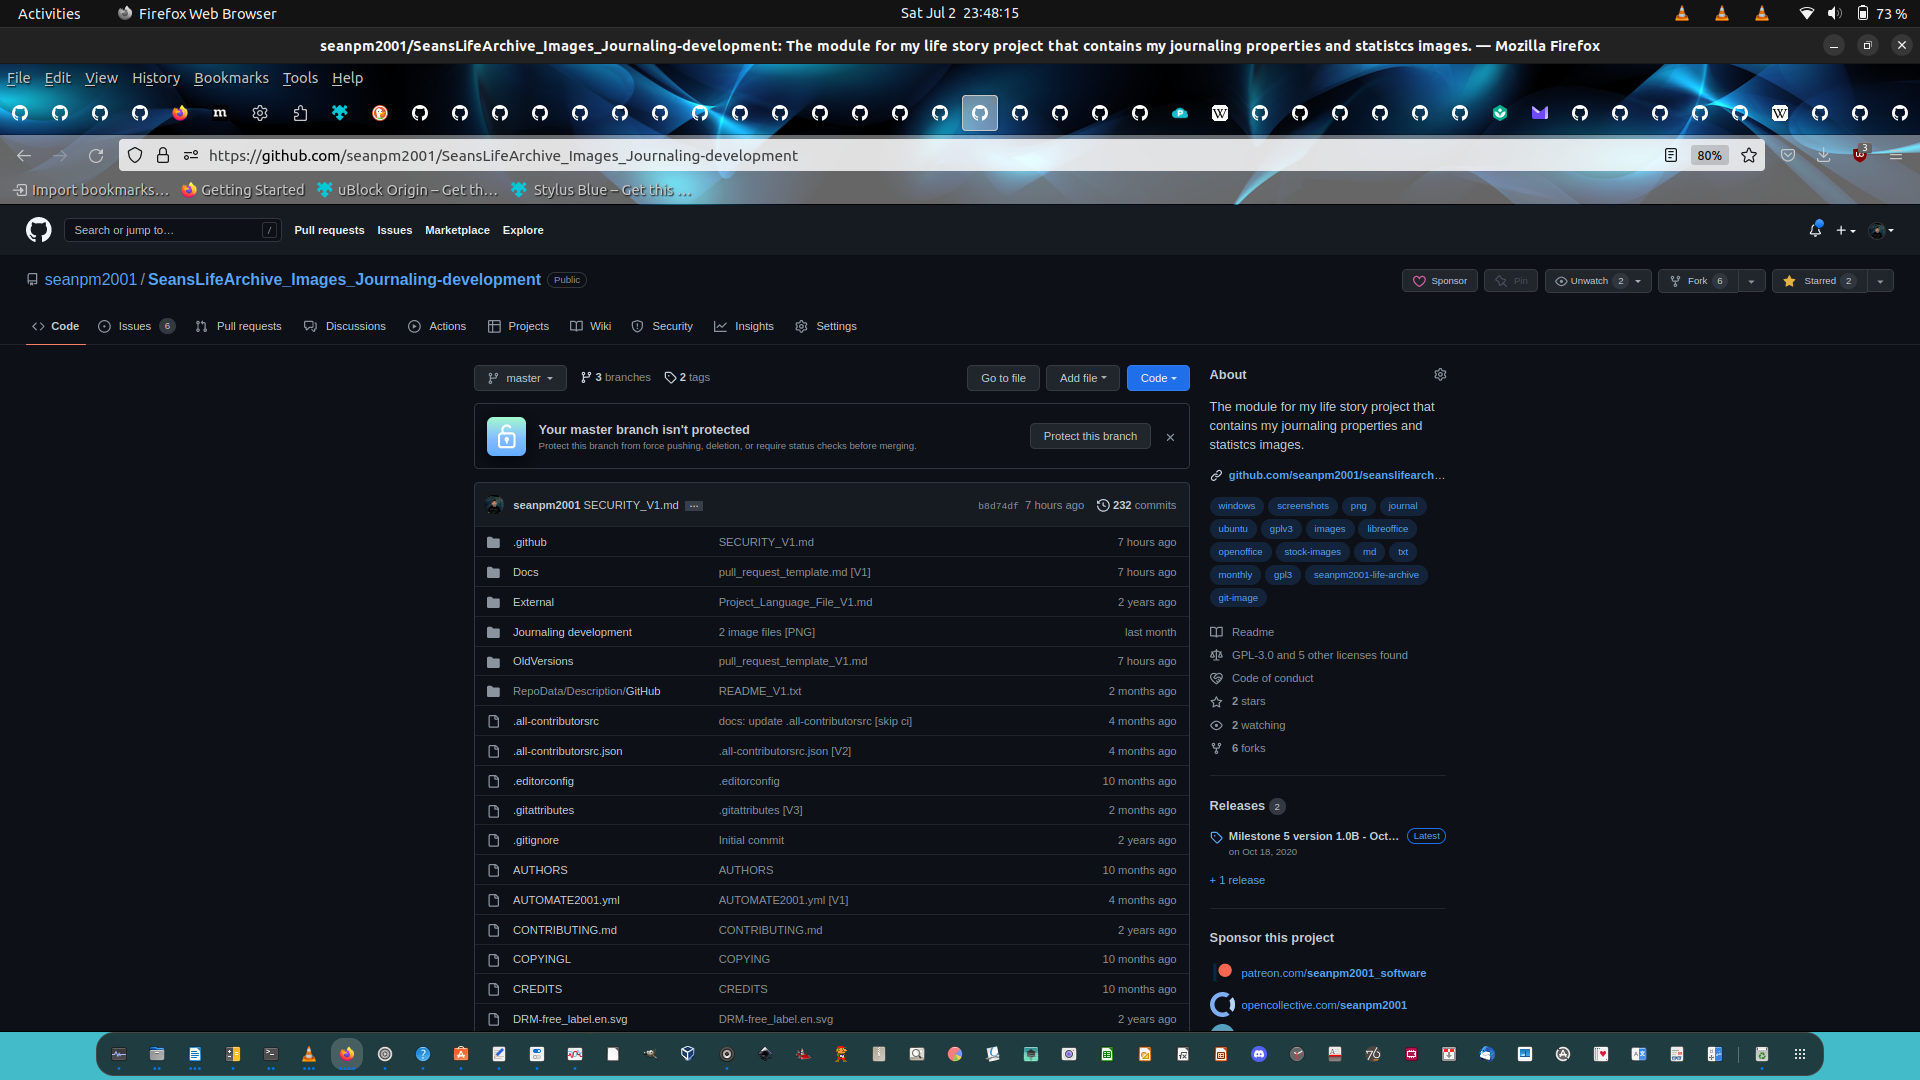 Activities Firefox Web Browser Sat Jul 2 23:48:15 73 %
seanpm2001/SeansLifeArchive_Images_Journaling-development: The module for my life story project that contains my journaling properties and statistcs images. — Mozilla Firefox
File Edit View History Bookmarks Tools Help
https://github.com/seanpm2001/SeansLifeArchive_Images_Journaling-development 80% 3
Import bookmarks… Getting Started uBlock Origin – Get th… Stylus Blue – Get this …
Search or jump to… / Pull requests Issues Marketplace Explore
seanpm2001 / SeansLifeArchive_Images_Journaling-development Public Sponsor Pin Unwatch 2 Fork 6 Starred 2
Code Issues 6 Pull requests Discussions Actions Projects Wiki Security Insights Settings
master 3 branches 2 tags Go to file Add file Code
Your master branch isn't protected
Protect this branch from force pushing, deletion, or require status checks before merging.
Protect this branch
seanpm2001 SECURITY_V1.md … b8d74df 7 hours ago 232 commits
.github SECURITY_V1.md 7 hours ago
Docs pull_request_template.md [V1] 7 hours ago
External Project_Language_File_V1.md 2 years ago
Journaling development 2 image files [PNG] last month
OldVersions pull_request_template_V1.md 7 hours ago
RepoData/Description/GitHub README_V1.txt 2 months ago
.all-contributorsrc docs: update .all-contributorsrc [skip ci] 4 months ago
.all-contributorsrc.json .all-contributorsrc.json [V2] 4 months ago
.editorconfig .editorconfig 10 months ago
.gitattributes .gitattributes [V3] 2 months ago
.gitignore Initial commit 2 years ago
AUTHORS AUTHORS 10 months ago
AUTOMATE2001.yml AUTOMATE2001.yml [V1] 4 months ago
CONTRIBUTING.md CONTRIBUTING.md 2 years ago
COPYINGL COPYING 10 months ago
CREDITS CREDITS 10 months ago
DRM-free_label.en.svg DRM-free_label.en.svg 2 years ago
About
The module for my life story project that
contains my journaling properties and
statistcs images.
github.com/seanpm2001/seanslifearch…
windows screenshots png journal
ubuntu gplv3 images libreoffice
openoffice stock-images md txt
monthly gpl3 seanpm2001-life-archive
git-image
Readme
GPL-3.0 and 5 other licenses found
Code of conduct
2 stars
2 watching
6 forks
Releases 2
Milestone 5 version 1.0B - Oct… Latest
on Oct 18, 2020
+ 1 release
Sponsor this project
patreon.com/seanpm2001_software
opencollective.com/seanpm2001